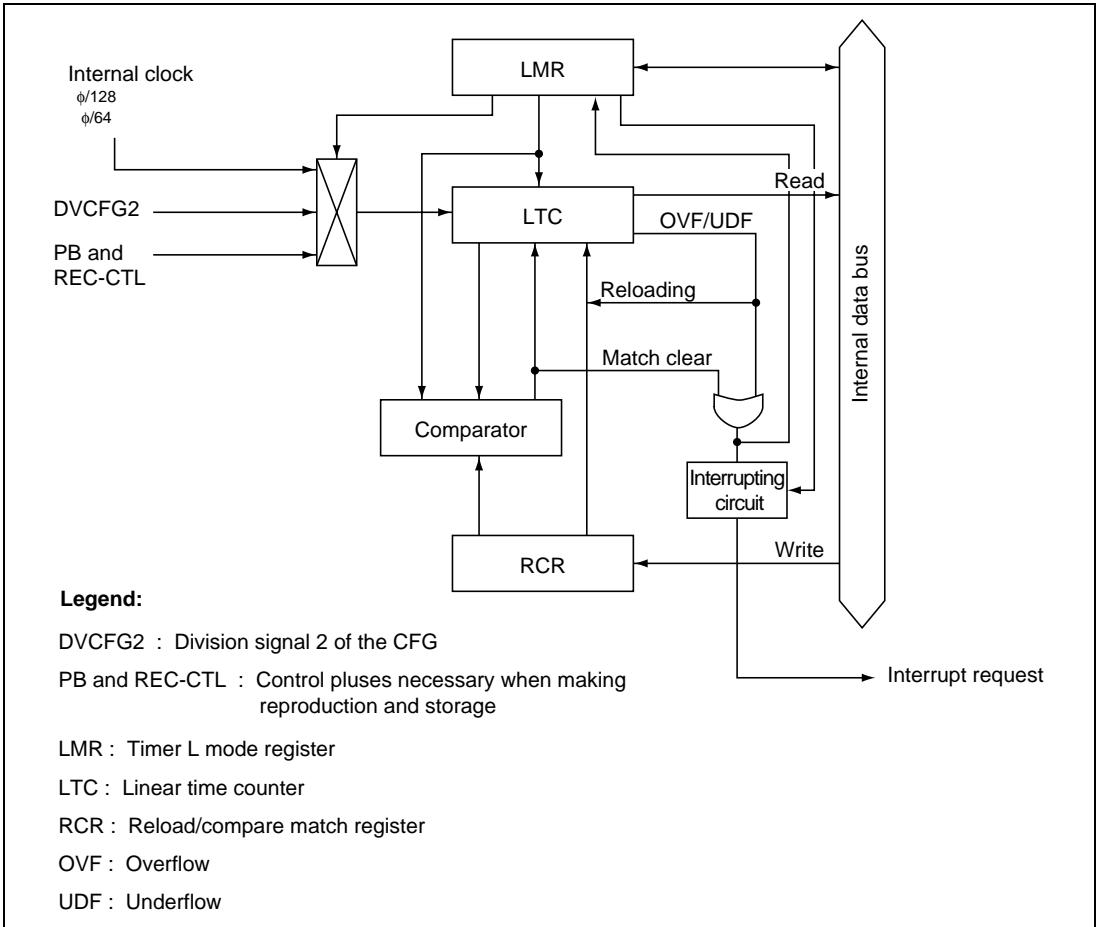 LMR
Internal clock
ϕ/128
ϕ/64
Read
DVCFG2
LTC
OVF/UDF
PB and
REC-CTL
Reloading
Internal data bus
Match clear
Comparator
Interrupting
circuit
Write
RCR
Legend:
DVCFG2 : Division signal 2 of the CFG
PB and REC-CTL : Control pluses necessary when making
reproduction and storage
Interrupt request
LMR : Timer L mode register
LTC : Linear time counter
RCR : Reload/compare match register
OVF : Overflow
UDF : Underflow